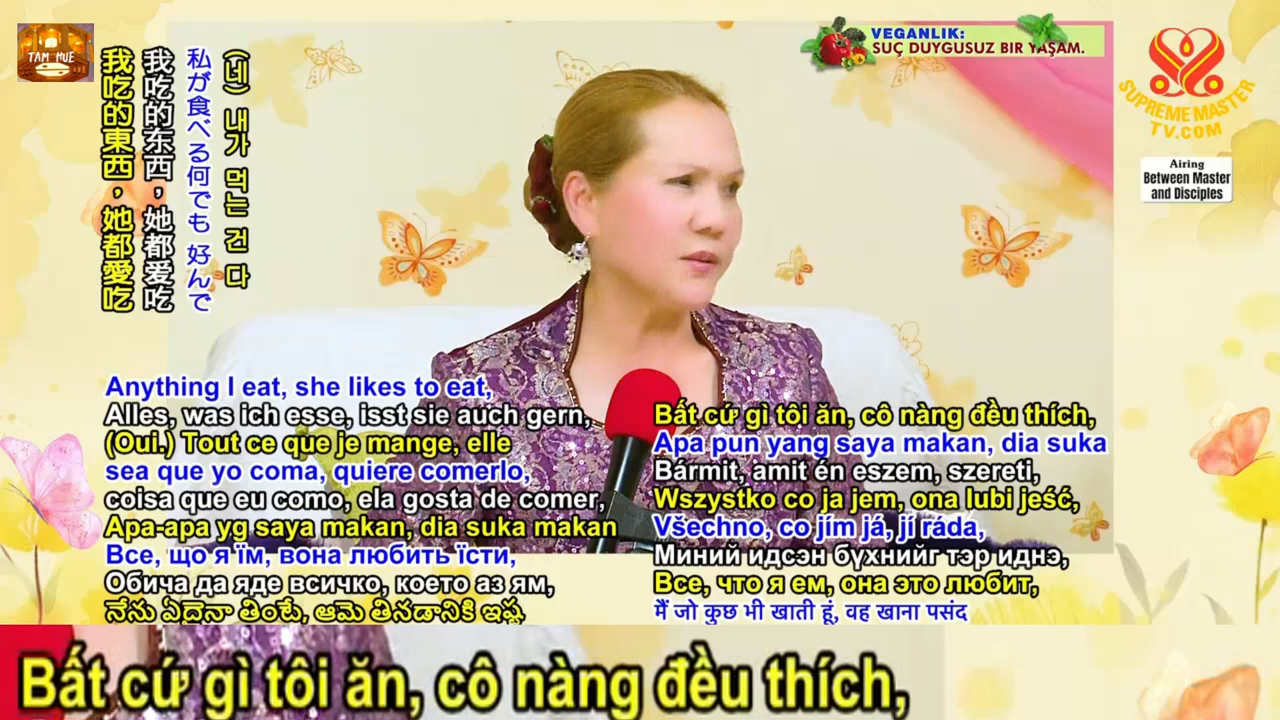 TAM HUE
我吃的東西，她都愛吃
我吃的东西，她都爱吃
私が食べる何でも 好んで
(네) 내가 먹는 건 다
VEGANLIK:
SUÇ DUYGUSUZ BIR YAŞAM.
SUPREME MASTER
TV.COM
Airing
Between Master
and Disciples
Anything I eat, she likes to eat,
Alles, was ich esse, isst sie auch gern,
(Oui.) Tout ce que je mange, elle
sea que yo coma, quiere comerlo,
coisa que eu como, ela gosta de comer,
Apa-apa yg saya makan, dia suka makan
Все, що я їм, вона любить їсти,
Обича да яде всичко, което аз ям,
నేను ఏదైనా తింటే, ఆమె తినడానికి ఇష్ట
Bất cứ gì tôi ăn, cô nàng đều thích,
Apa pun yang saya makan, dia suka
Bármit, amit én eszem, szereti,
Wszystko co ja jem, ona lubi jeść,
Všechno, co jím já, jí ráda,
Миний идсэн бүхнийг тэр иднэ,
Все, что я ем, она это любит,
मैं जो कुछ भी खाती हूं, वह खाना पसंद
Bất cứ gì tôi ăn, cô nàng đều thích,